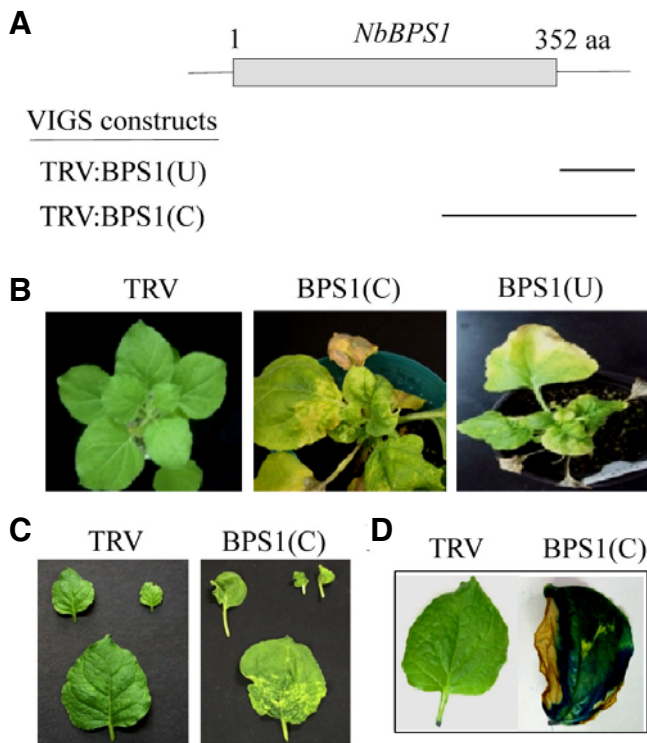 A
1 NbBPS1 352 aa
VIGS constructs
TRV:BPS1(U)
TRV:BPS1(C)
B
TRV BPS1(C) BPS1(U)
C
TRV BPS1(C)
D
TRV BPS1(C)